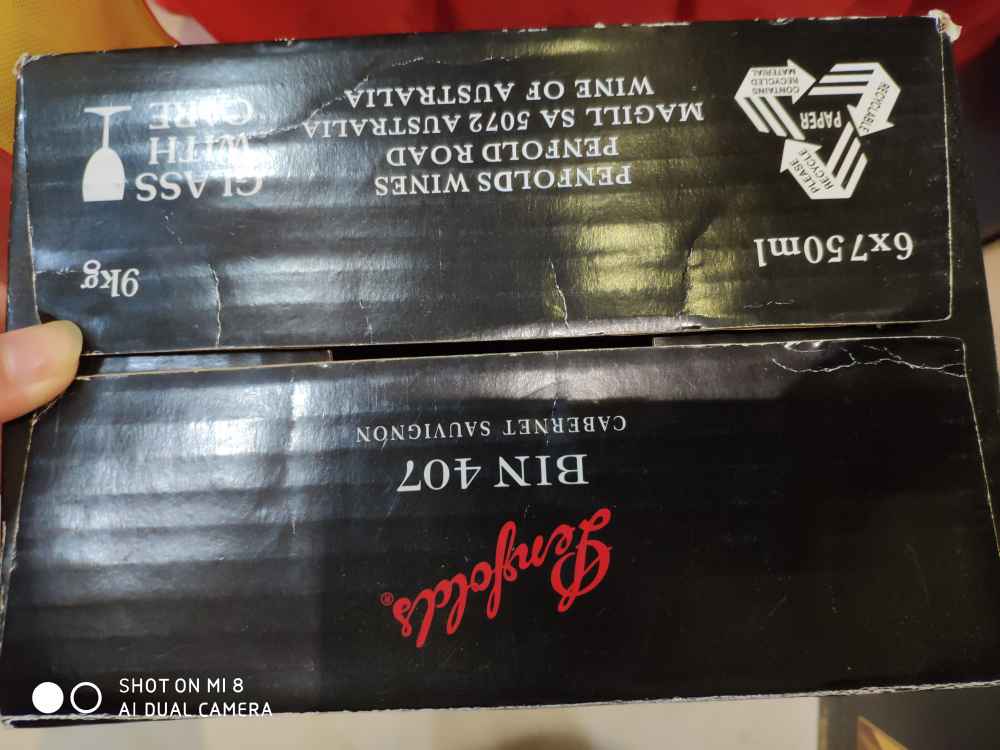 Penfolds®
BIN 407
CABERNET SAUVIGNON
6x750ml
9kg
PLEASE
RECYCLE
RECYCLABLE
CONTAINS
RECYCLED
MATERIAL
PAPER
PENFOLDS WINES
PENFOLD ROAD
MAGILL SA 5072 AUSTRALIA
WINE OF AUSTRALIA
GLASS
WITH
CARE
SHOT ON MI 8
AI DUAL CAMERA